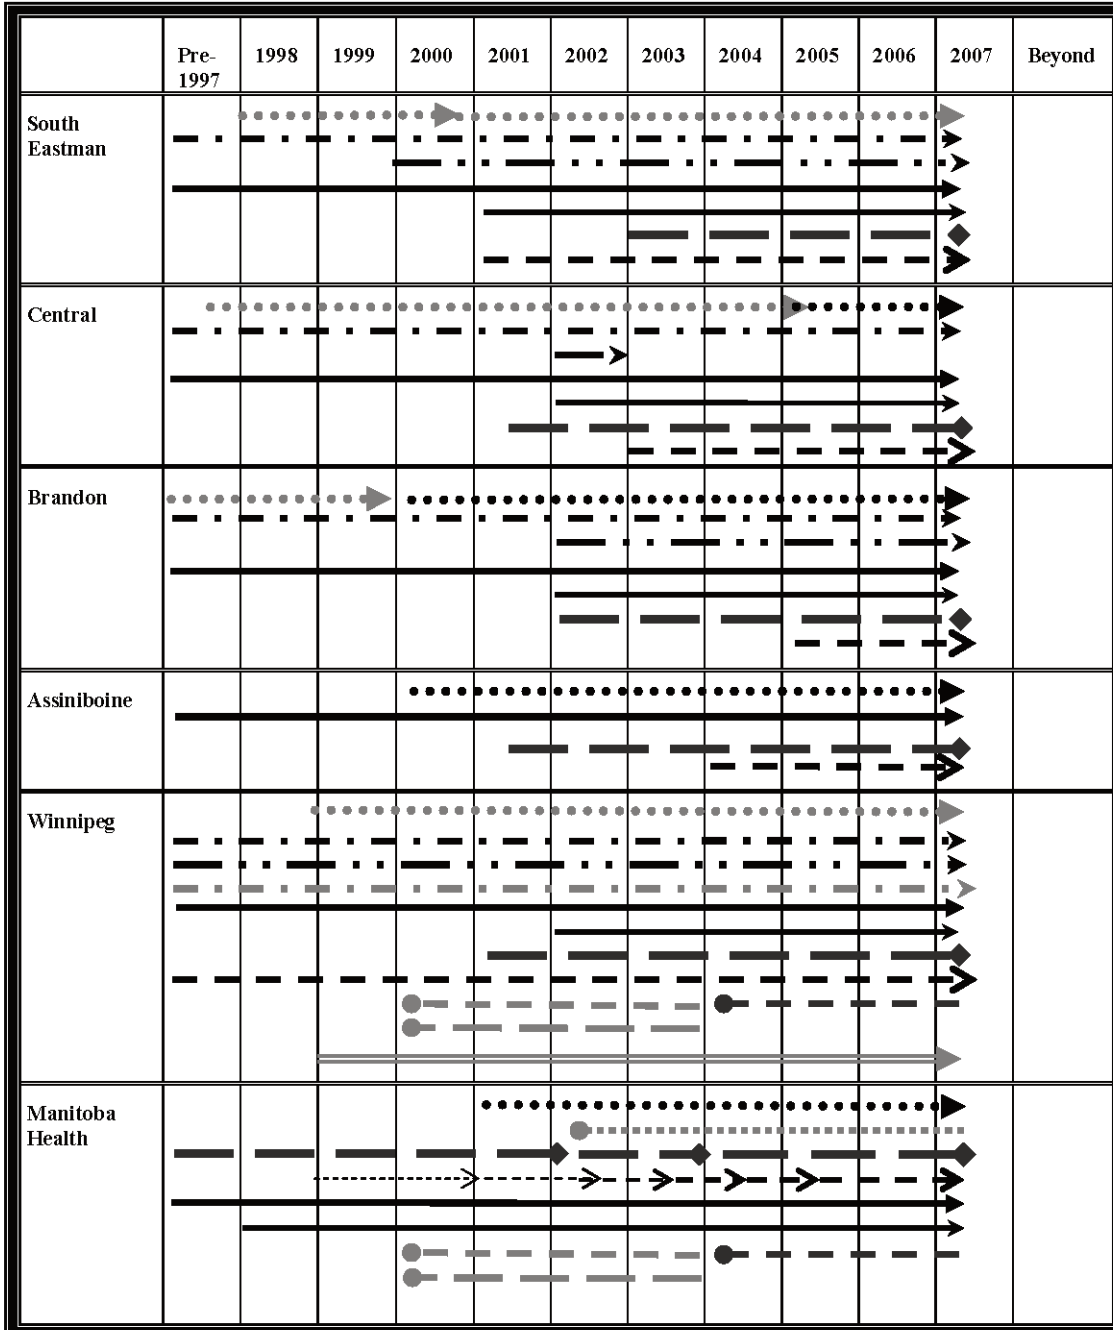 Pre-
1997
1998
1999
2000
2001
2002
2003
2004
2005
2006
2007
Beyond
South
Eastman
Central
Brandon
Assiniboine
Winnipeg
Manitoba
Health